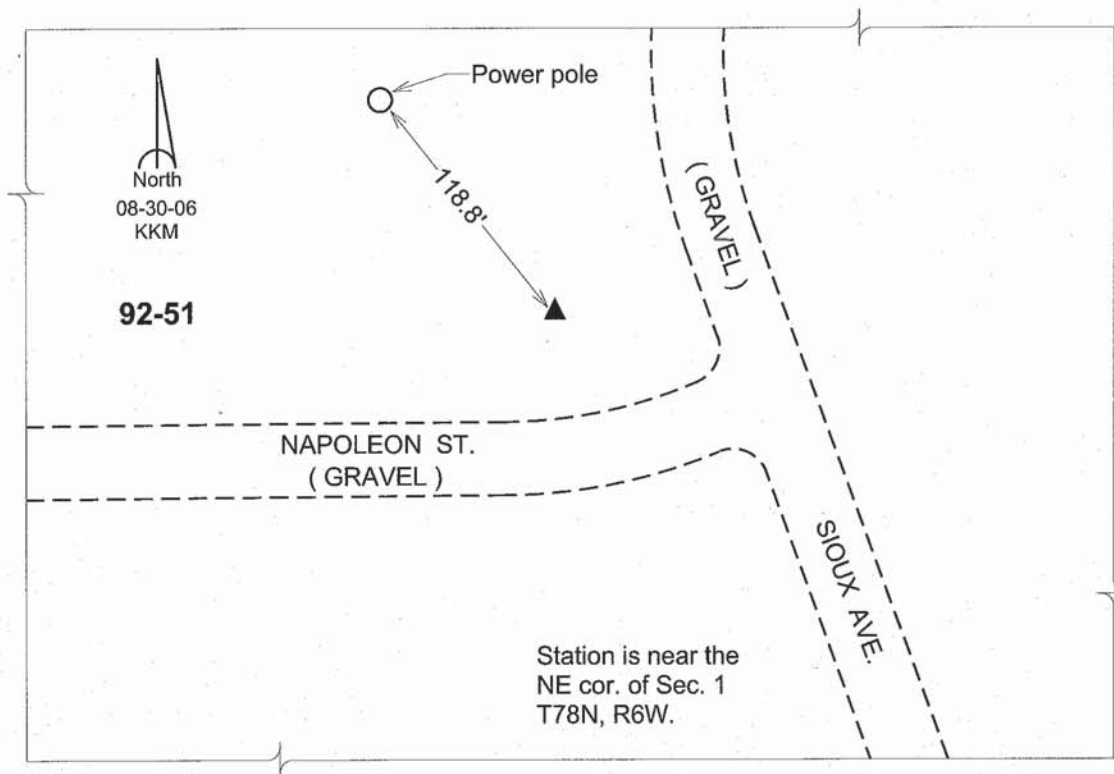 Power pole
North
08-30-06
KKM
118.8'
( GRAVEL )
92-51
NAPOLEON ST.
( GRAVEL )
SIOUX AVE.
Station is near the
NE cor. of Sec. 1
T78N, R6W.